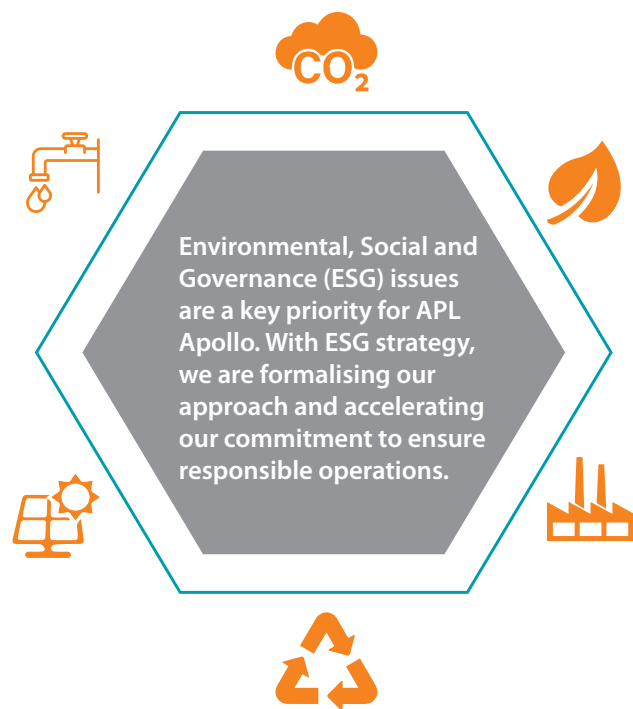 CO2
Environmental, Social and
Governance (ESG) issues
are a key priority for APL
Apollo. With ESG strategy,
we are formalising our
approach and accelerating
our commitment to ensure
responsible operations.